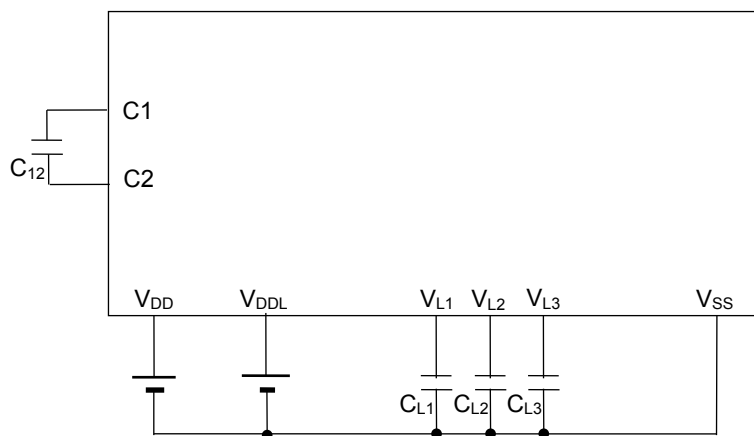 C1
C12
C2
VDD VDDL VL1 VL2 VL3 VSS
CL1 CL2 CL3